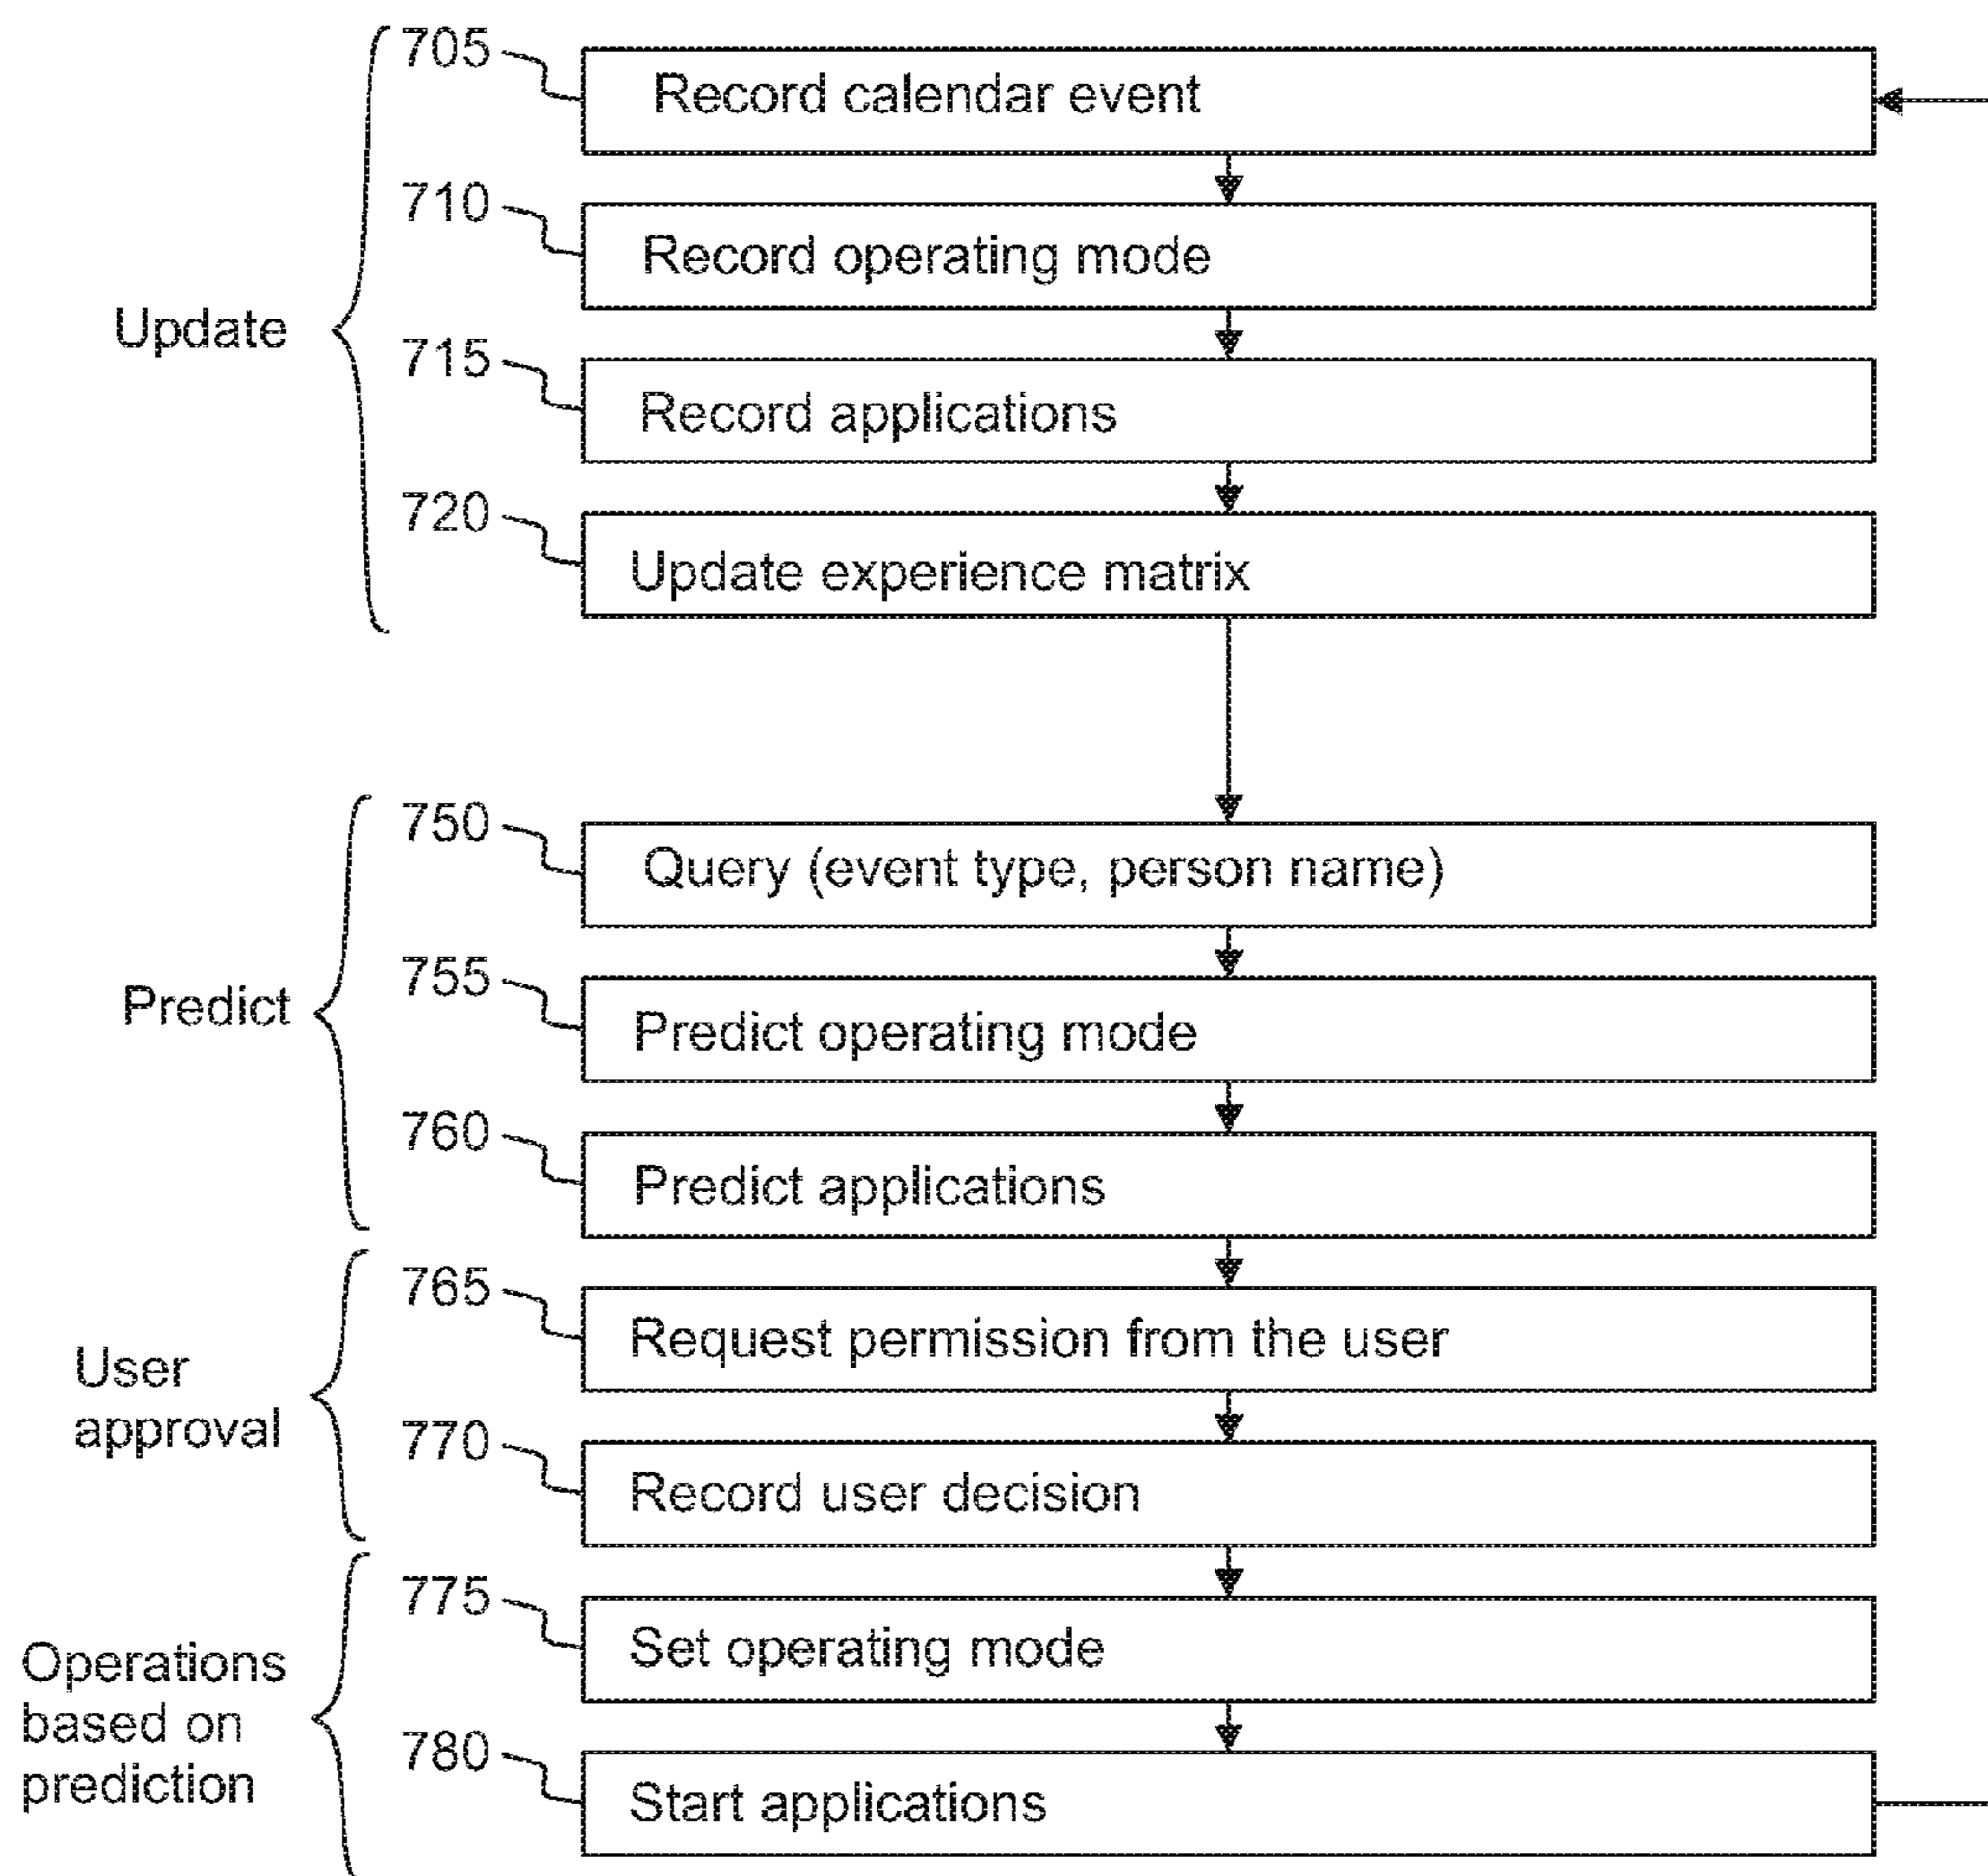 705
Record calendar event
710
Record operating mode
Update
715
Record applications
720
Update experience matrix
750
Query (event type, person name)
Predict
755
Predict operating mode
760
Predict applications
765
Request permission from the user
User
approval
770
Record user decision
775
Set operating mode
Operations
based on
prediction
780
Start applications